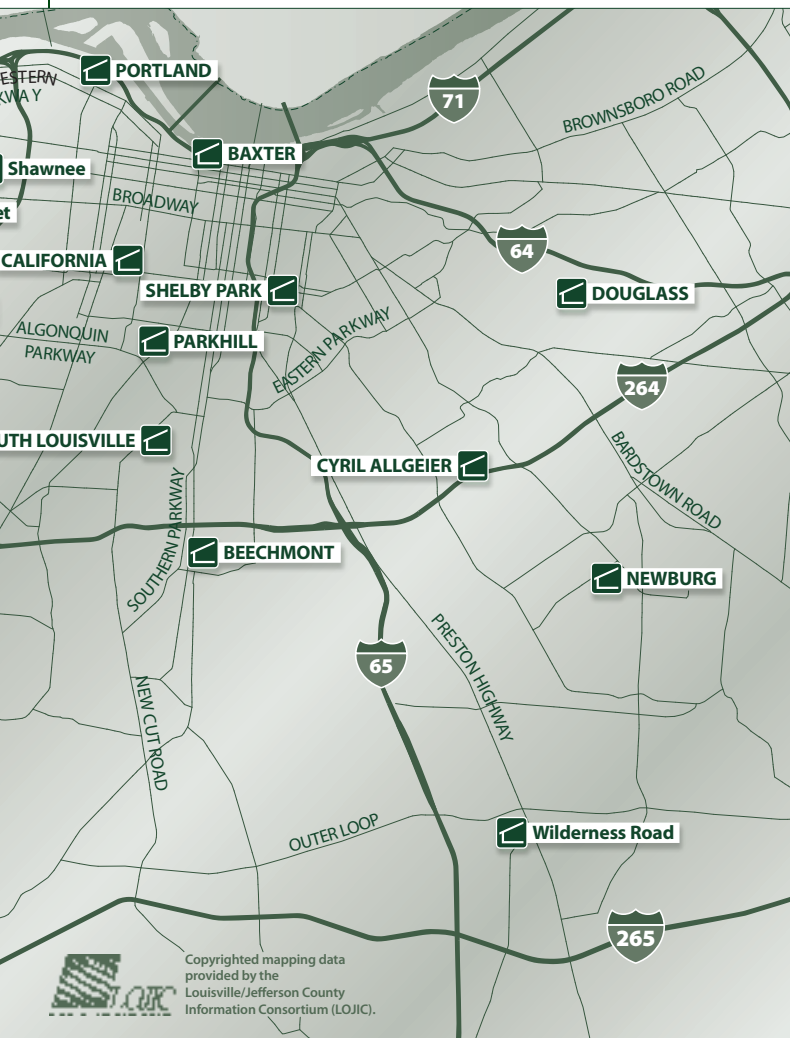 PORTLAND
ESTERN
KWAY
71
BROWNSBORO ROAD
BAXTER
Shawnee
BROADWAY
et
64
CALIFORNIA
SHELBY PARK
DOUGLASS
ALGONQUIN
PARKWAY
PARKHILL
EASTERN PARKWAY
264
UTH LOUISVILLE
CYRIL ALLGEIER
BARDSTOWN ROAD
SOUTHERN PARKWAY
BEECHMONT
NEWBURG
65
PRESTON HIGHWAY
NEW CUT ROAD
OUTER LOOP
Wilderness Road
265
LOJIC
Copyrighted mapping data
provided by the
Louisville/Jefferson County
Information Consortium (LOJIC).